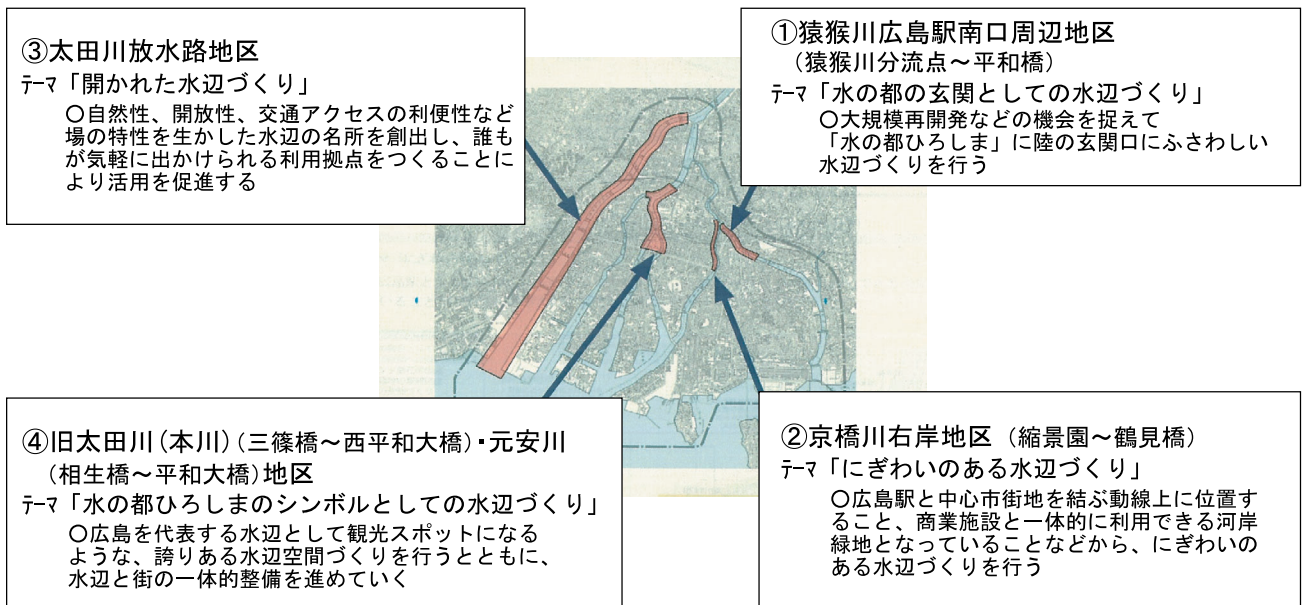 ③太田川放水路地区
テーマ「開かれた水辺づくり」
○自然性、開放性、交通アクセスの利便性など
場の特性を生かした水辺の名所を創出し、誰も
が気軽に出かけられる利用拠点をつくることに
より活用を促進する
①猿猴川広島駅南口周辺地区
（猿猴川分流点～平和橋）
テーマ「水の都の玄関としての水辺づくり」
○大規模再開発などの機会を捉えて
「水の都ひろしま」に陸の玄関口にふさわしい
水辺づくりを行う
④旧太田川(本川)(三篠橋～西平和大橋)・元安川
（相生橋～平和大橋）地区
テーマ「水の都ひろしまのシンボルとしての水辺づくり」
○広島を代表する水辺として観光スポットになる
ような、誇りある水辺空間づくりを行うとともに、
水辺と街の一体的整備を進めていく
②京橋川右岸地区（縮景園～鶴見橋）
テーマ「にぎわいのある水辺づくり」
○広島駅と中心市街地を結ぶ動線上に位置す
ること、商業施設と一体的に利用できる河岸
緑地となっていることなどから、にぎわいの
ある水辺づくりを行う